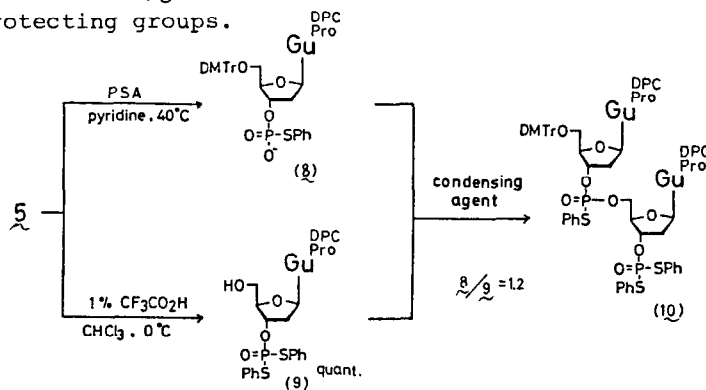 rotecting groups.
DPC
Pro
Gu
DMTrO
O
PSA
pyridine . 40°C
O
O=P-SPh
O⁻
(8)
5
1% CF₃CO₂H
CHCl₃ . 0°C
DPC
Pro
Gu
HO
O
O
O=P-SPh
PhS
(9) quant.
condensing
agent
8/9 = 1.2
DPC
Pro
Gu
DMTrO
O
O
O=P-O
PhS
DPC
Pro
Gu
O
O
O=P-SPh
PhS
(10)